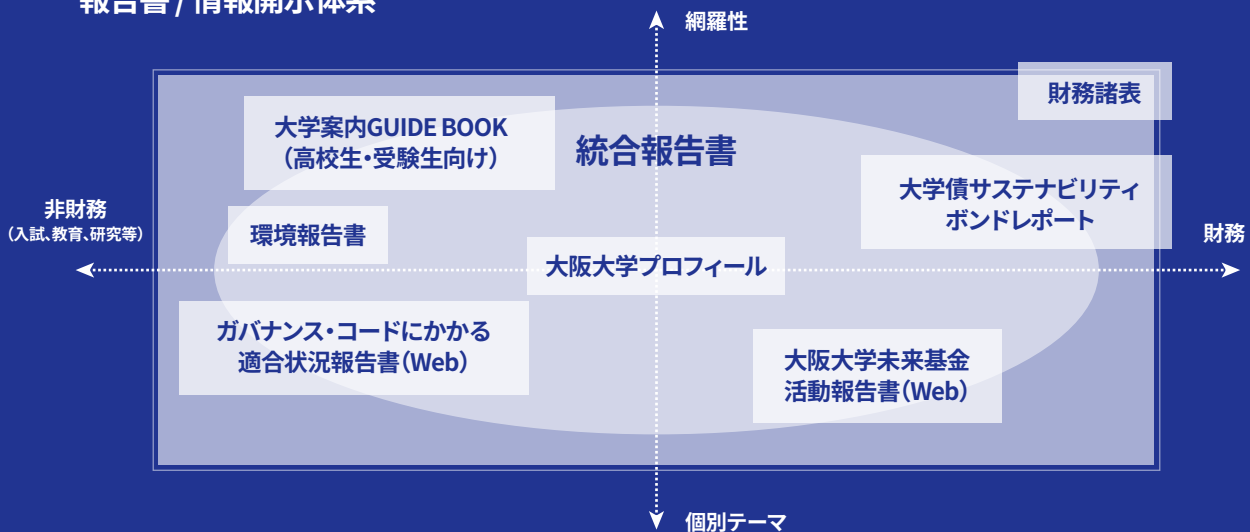 報告書 / 情報開示体系
網羅性
財務諸表
大学案内GUIDE BOOK
（高校生・受験生向け）
統合報告書
大学債サステナビリティ
ボンドレポート
非財務
（入試、教育、研究等）
環境報告書
財務
大阪大学プロフィール
ガバナンス・コードにかかる
適合状況報告書（Web）
大阪大学未来基金
活動報告書（Web）
個別テーマ